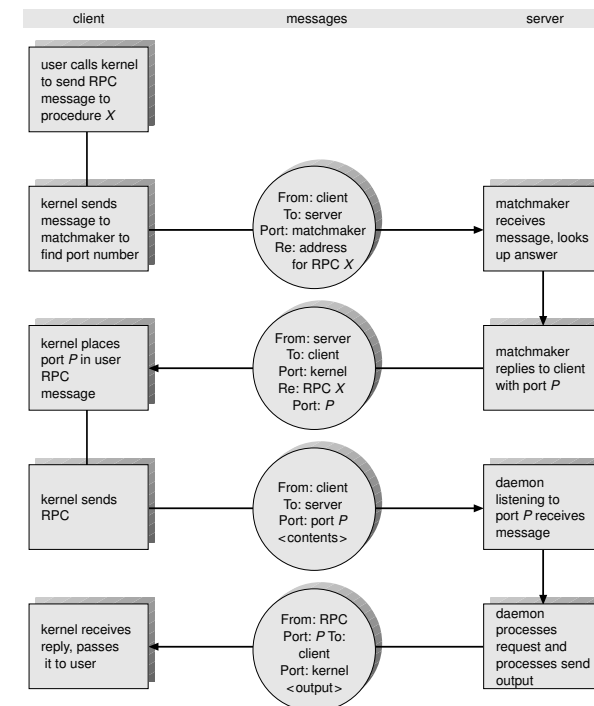 client messages server
user calls kernel
to send RPC
message to
procedure X
kernel sends
message to
matchmaker to
find port number
From: client
To: server
Port: matchmaker
Re: address
for RPC X
matchmaker
receives
message, looks
up answer
kernel places
port P in user
RPC
message
From: server
To: client
Port: kernel
Re: RPC X
Port: P
matchmaker
replies to client
with port P
kernel sends
RPC
From: client
To: server
Port: port P
<contents>
daemon
listening to
port P receives
message
kernel receives
reply, passes
it to user
From: RPC
Port: P To:
client
Port: kernel
<output>
daemon
processes
request and
processes send
output